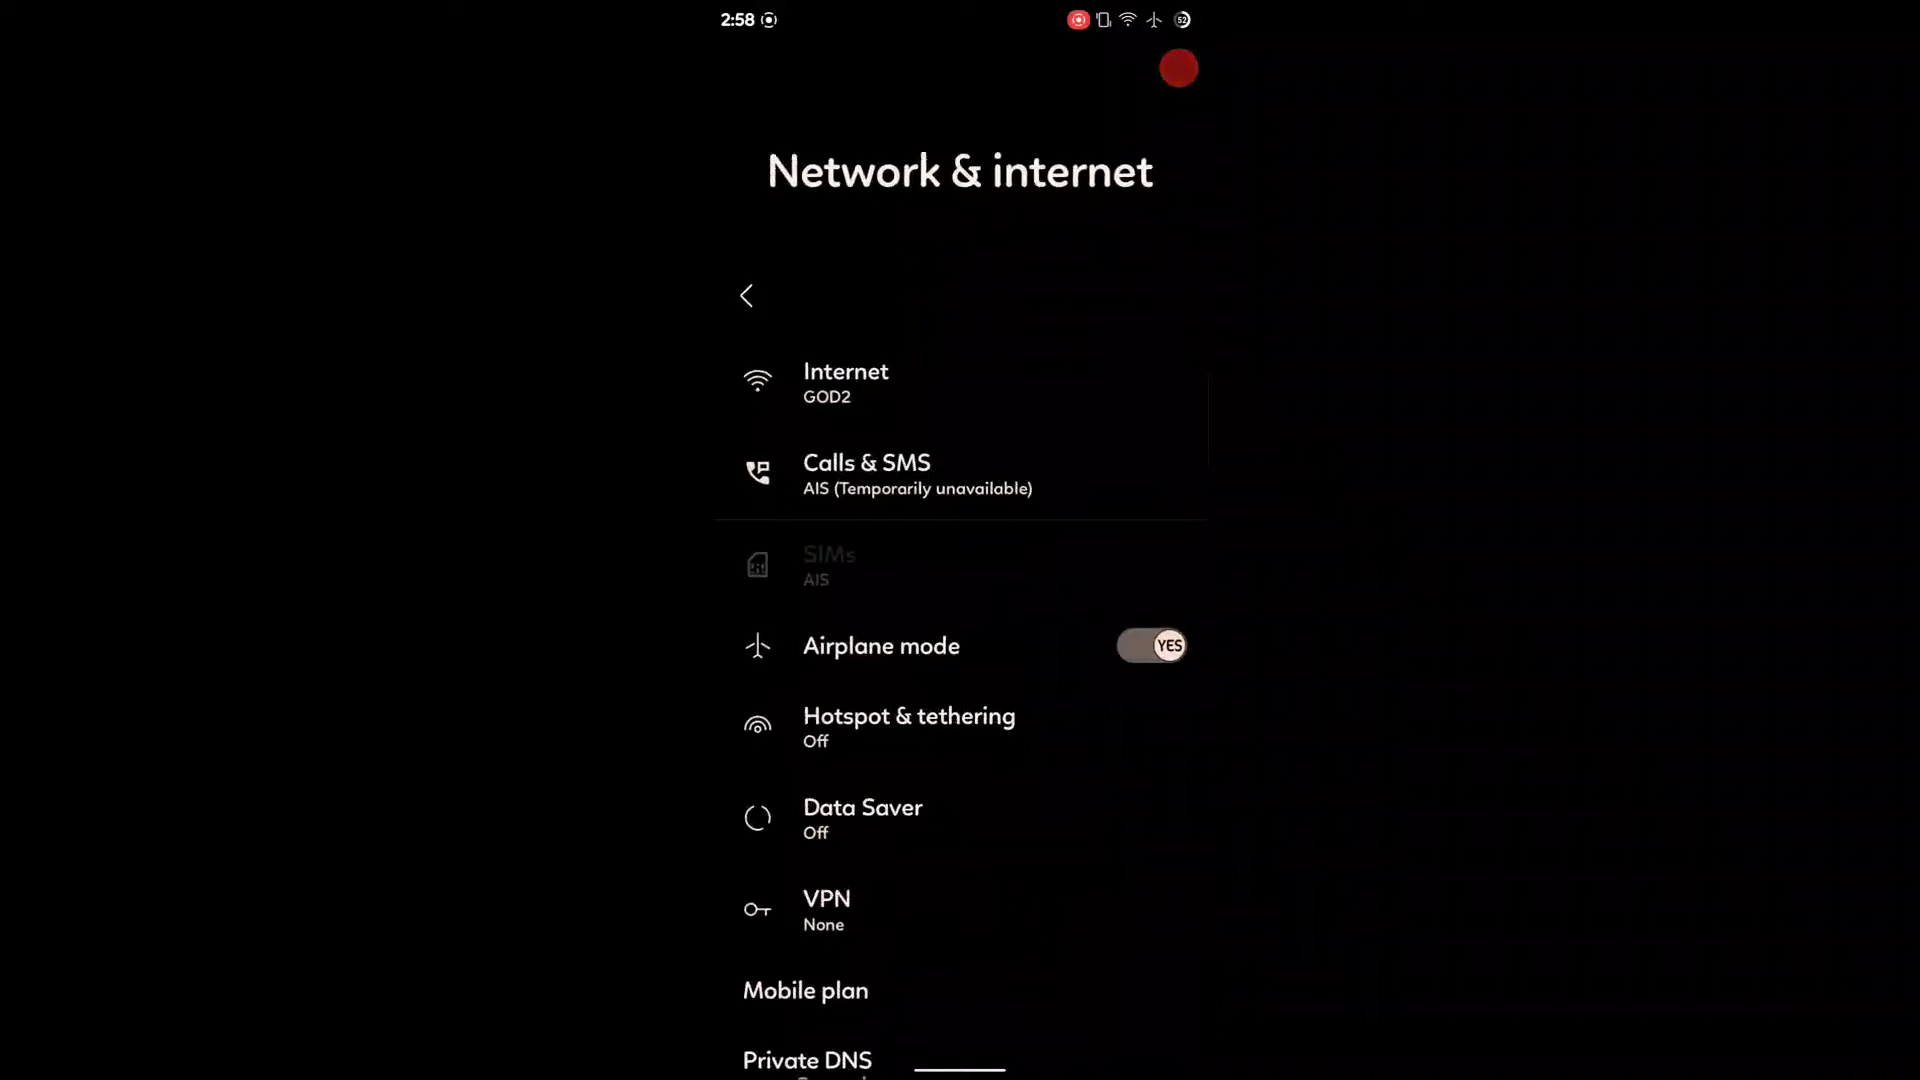 2:58
52
Network & internet
Internet
GOD2
Calls & SMS
AIS (Temporarily unavailable)
SIMs
AIS
Airplane mode
YES
Hotspot & tethering
Off
Data Saver
Off
VPN
None
Mobile plan
Private DNS